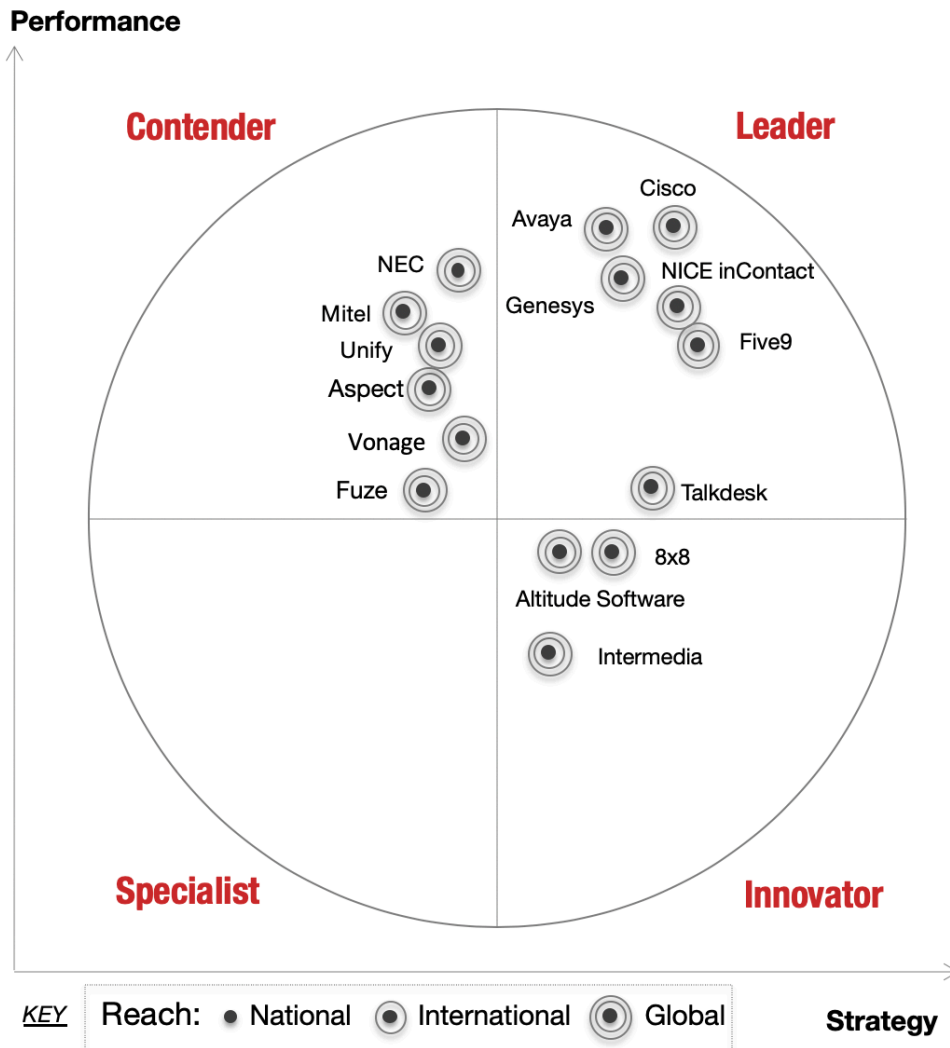 Performance
Contender
Leader
Cisco
Avaya
NEC
NICE inContact
Genesys
Mitel
Five9
Unify
Aspect
Vonage
Fuze
Talkdesk
8x8
Altitude Software
Intermedia
Specialist
Innovator
KEY Reach: National International Global
Strategy